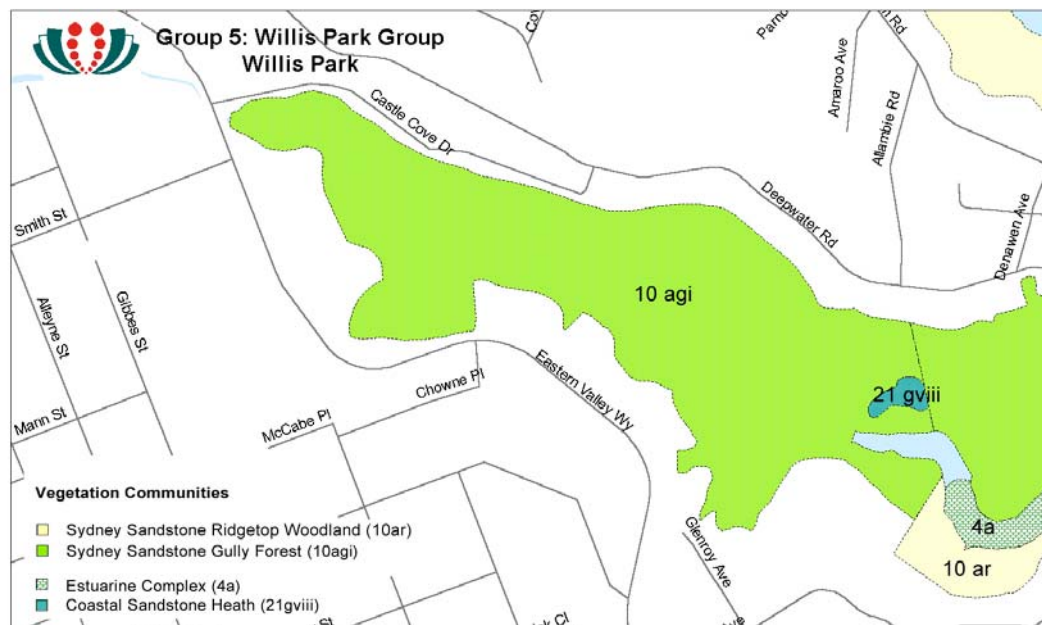 Group 5: Willis Park Group
Willis Park
Castle Cove Dr
Amaroo Ave
Rd
Allambie Rd
Deepwater Rd
Denawen Ave
Smith St
Alleyne St
Gibbes St
Mann St
10 agi
21 gviii
Chowne Pl
Eastern Valley Wy
McCabe Pl
4a
10 ar
Glenroy Ave
Ave
St
Vegetation Communities
Sydney Sandstone Ridgetop Woodland (10ar)
Sydney Sandstone Gully Forest (10agi)
Estuarine Complex (4a)
Coastal Sandstone Heath (21gviii)